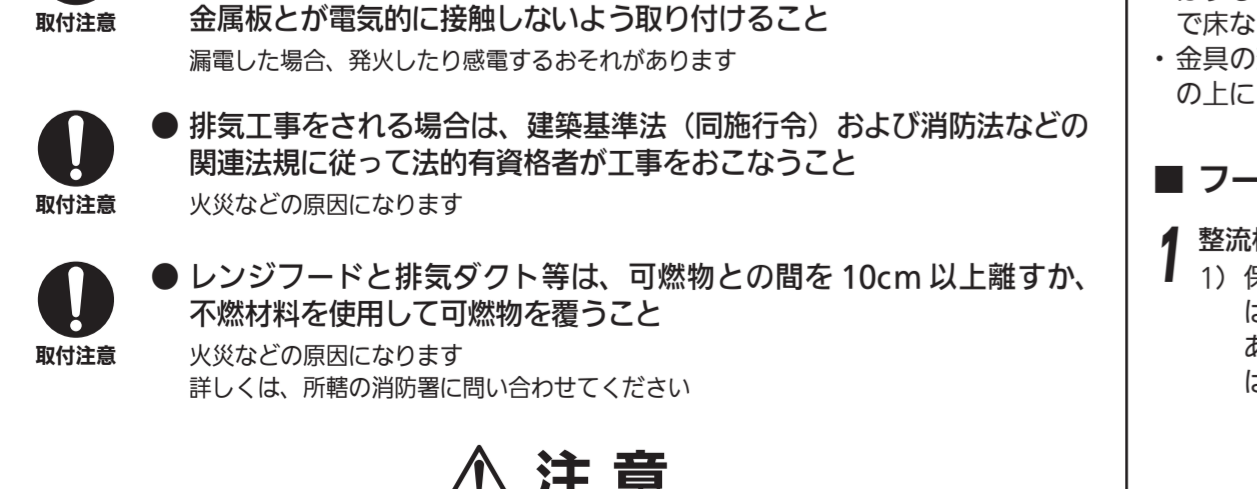 取付注意
金属板とが電気的に接触しないよう取り付けること
漏電した場合、発火したり感電するおそれがあります
取付注意
● 排気工事をされる場合は、建築基準法（同施行令）および消防法などの
関連法規に従って法的有資格者が工事をおこなうこと
火災などの原因になります
取付注意
● レンジフードと排気ダクト等は、可燃物との間を 10cm 以上離すか、
不燃材料を使用して可燃物を覆うこと
火災などの原因になります
詳しくは、所轄の消防署に問い合わせてください
注 意
で床な
・金具の
の上に
■ フー
1 整流
1）